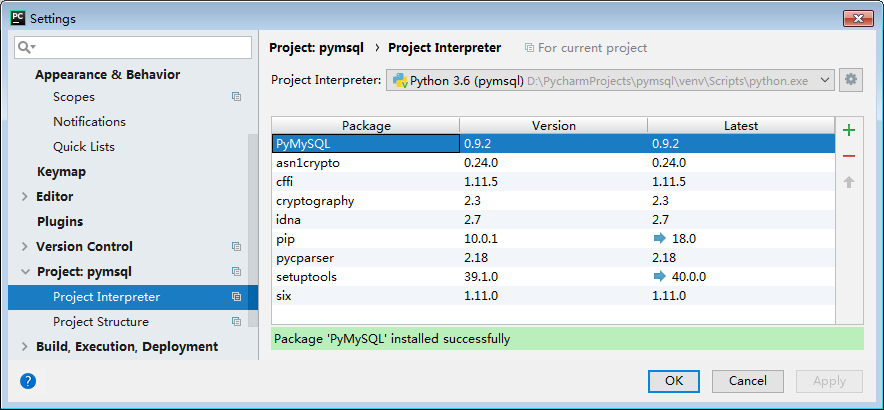 PC Settings
Project: pymsql › Project Interpreter For current project
Project Interpreter: Python 3.6 (pymsql) D:\PycharmProjects\pymsql\venv\Scripts\python.exe
Appearance & Behavior
Scopes
Notifications
Quick Lists
Keymap
Editor
Plugins
Version Control
Project: pymsql
Project Interpreter
Project Structure
Build, Execution, Deployment
Package Version Latest
PyMySQL 0.9.2 0.9.2
asn1crypto 0.24.0 0.24.0
cffi 1.11.5 1.11.5
cryptography 2.3 2.3
idna 2.7 2.7
pip 10.0.1 18.0
pycparser 2.18 2.18
setuptools 39.1.0 40.0.0
six 1.11.0 1.11.0
Package 'PyMySQL' installed successfully
? OK Cancel Apply